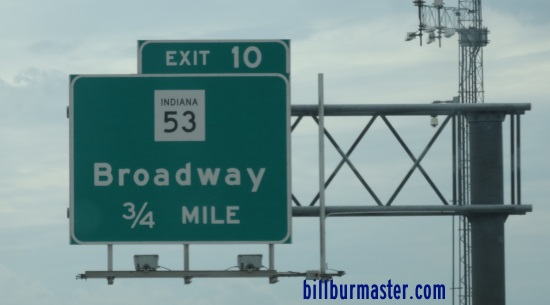 EXIT 10
INDIANA
53
Broadway
3/4 MILE
billburmaster.com